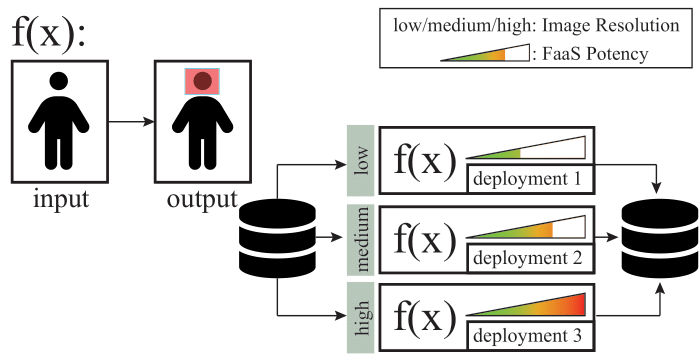 f(x):
low/medium/high: Image Resolution
: FaaS Potency
input
output
low
f(x)
deployment 1
medium
f(x)
deployment 2
high
f(x)
deployment 3